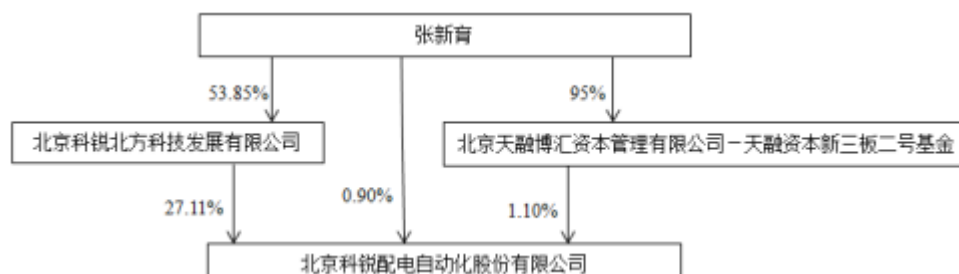 张新育
53.85%
95%
北京科锐北方科技发展有限公司
北京天融博汇资本管理有限公司－天融资本新三板二号基金
27.11%
0.90%
1.10%
北京科锐配电自动化股份有限公司